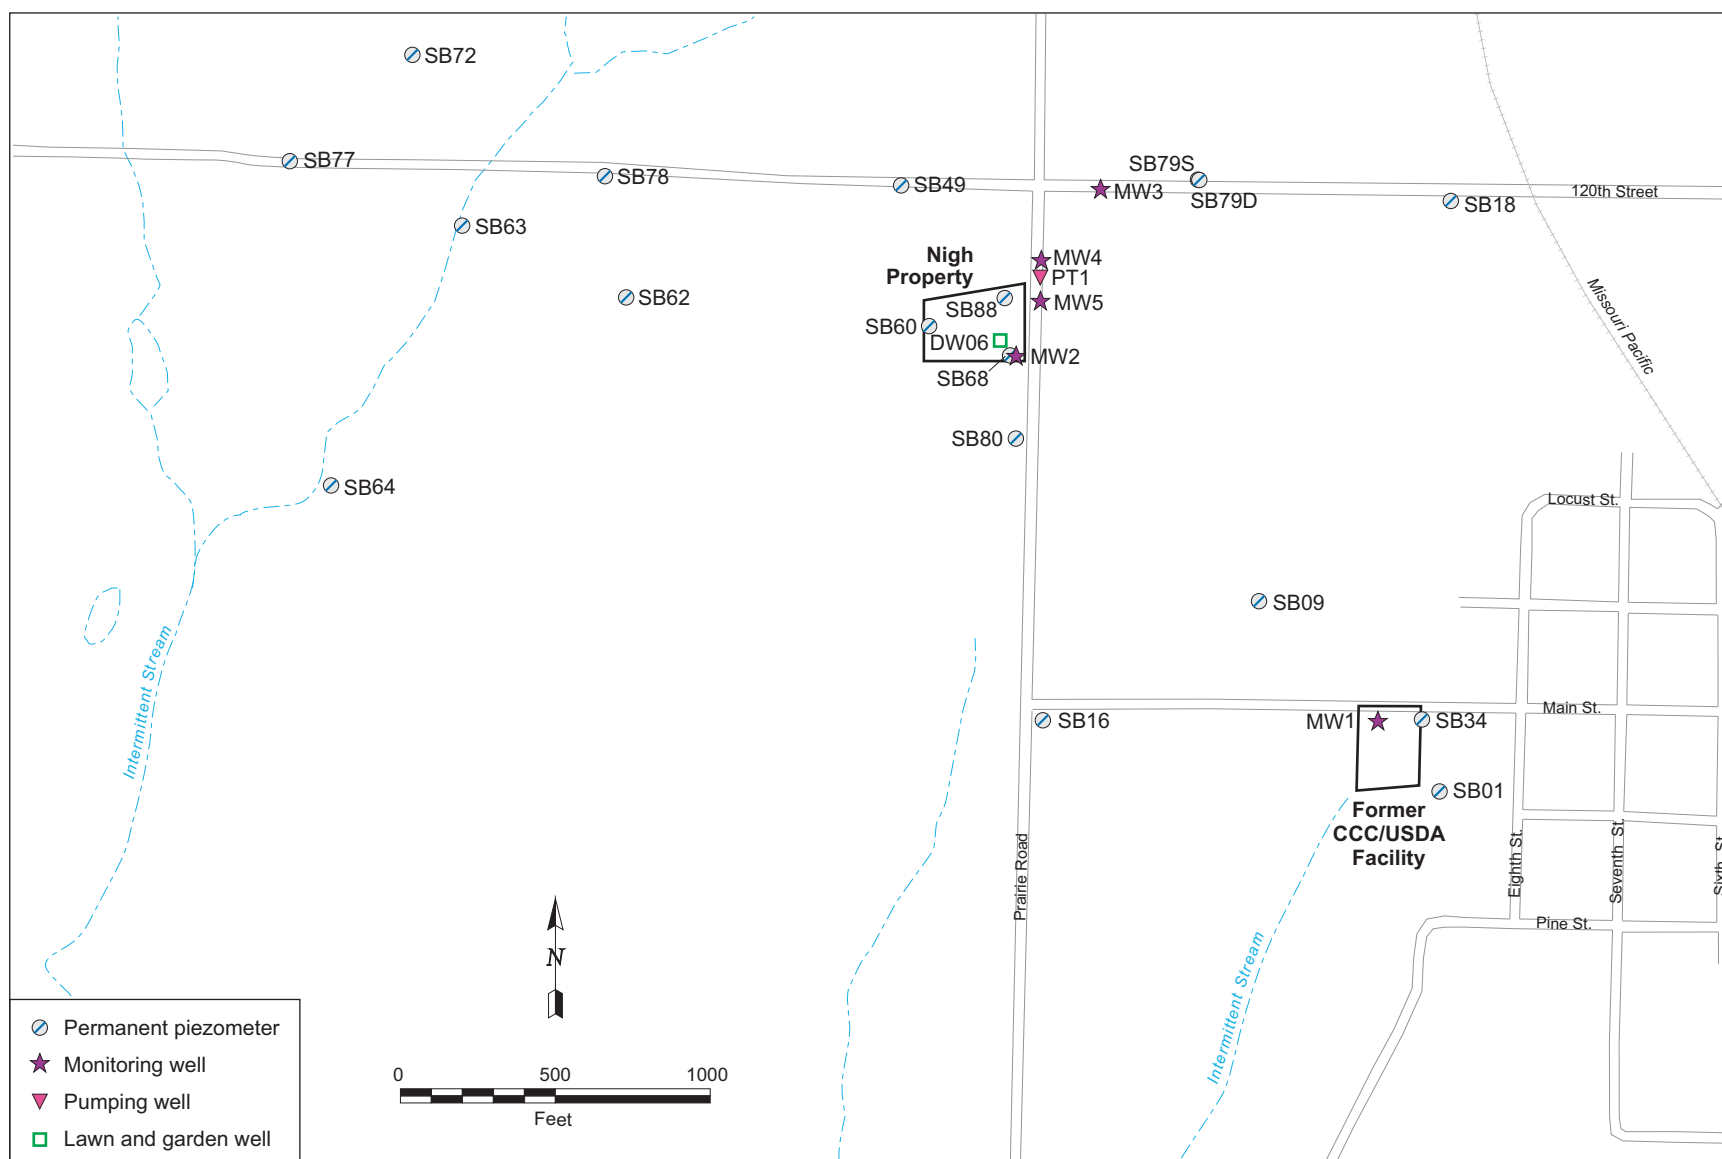 SB72
SB77
SB78
SB49
SB79S
MW3
SB79D
SB18
120th Street
SB63
Nigh
Property
MW4
PT1
MW5
SB62
SB88
SB60
DW06
MW2
SB68
Missouri Pacific
SB80
SB64
Locust St.
SB09
Intermittent Stream
SB16
MW1
SB34
Main St.
SB01
Former
CCC/USDA
Facility
Prairie Road
Eighth St.
Seventh St.
Sixth St.
Pine St.
Intermittent Stream
N
Permanent piezometer
Monitoring well
Pumping well
Lawn and garden well
0 500 1000
Feet